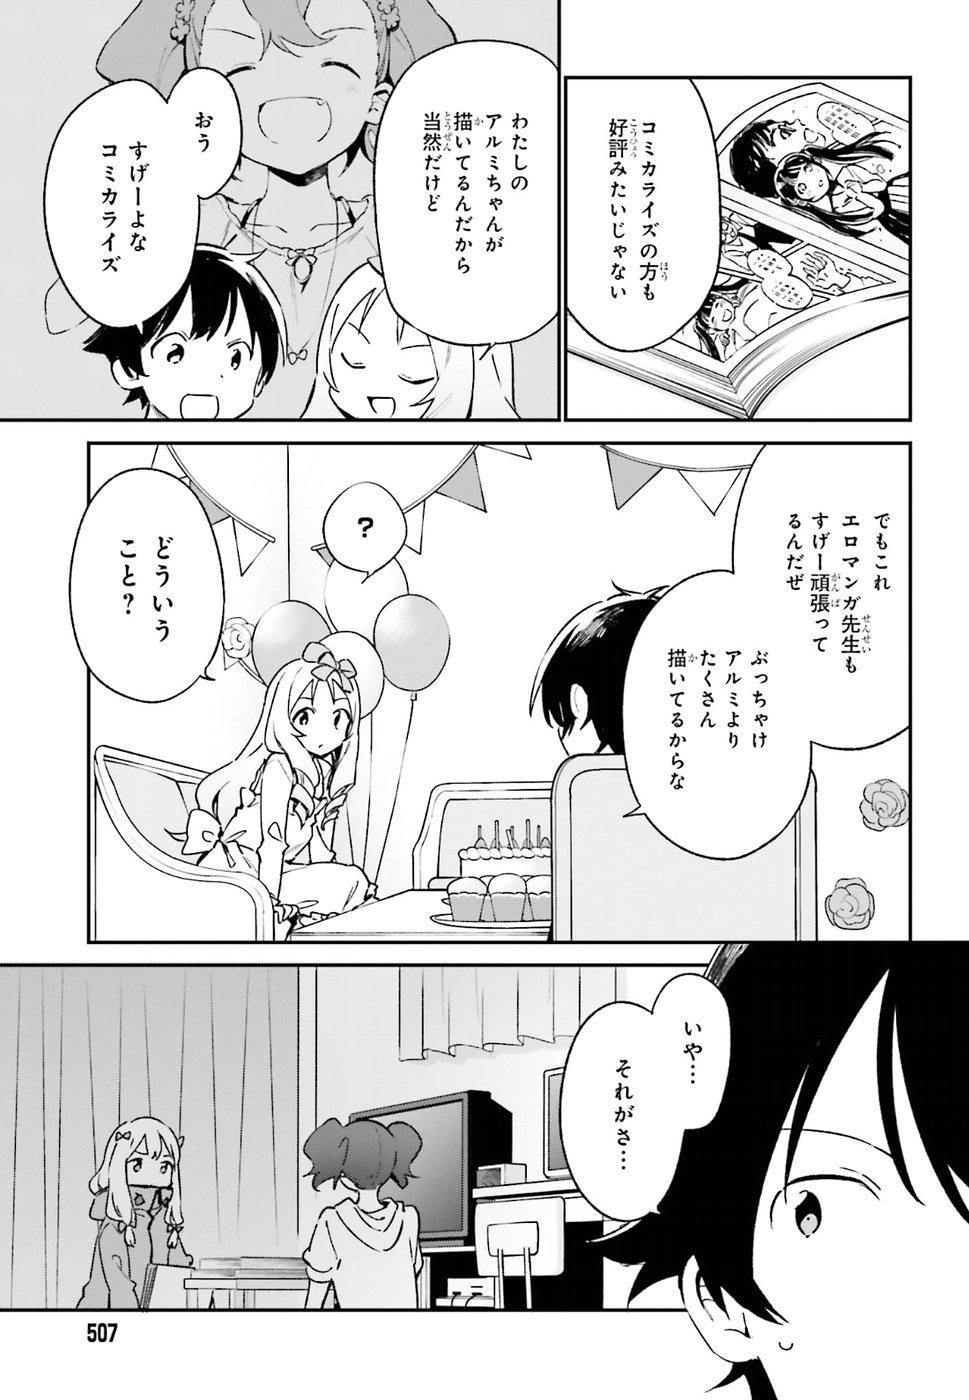 コミカライズの方も
好評みたいじゃない
わたしの
アルミちゃんが
描いてるんだから
当然だけど
おう
すげーよな
コミカライズ
でもこれ
エロマンガ先生も
すげー頑張って
るんだぜ
ぶっちゃけ
アルミより
たくさん
描いてるからな
?
どういう
こと?
いや…
それがさ…
507